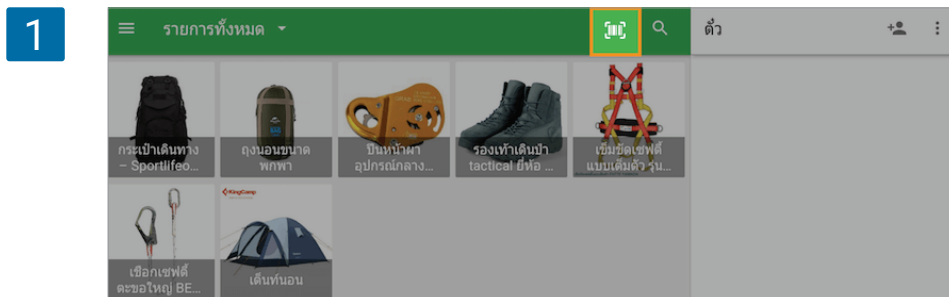 1
รายการทั้งหมด
ตั๋ว
กระเป๋าเดินทาง
– Sportlifeo...
ถุงนอนขนาด
พกพา
ปีนหน้าผา
อุปกรณ์กลาง...
รองเท้าเดินป่า
tactical ยี่ห้อ ...
เข็มขัดเซฟตี้
แบบเต็มตัว รุ่น...
เชือกเซฟตี้
ตะขอใหญ่ BE...
KingCamp
เต็นท์นอน